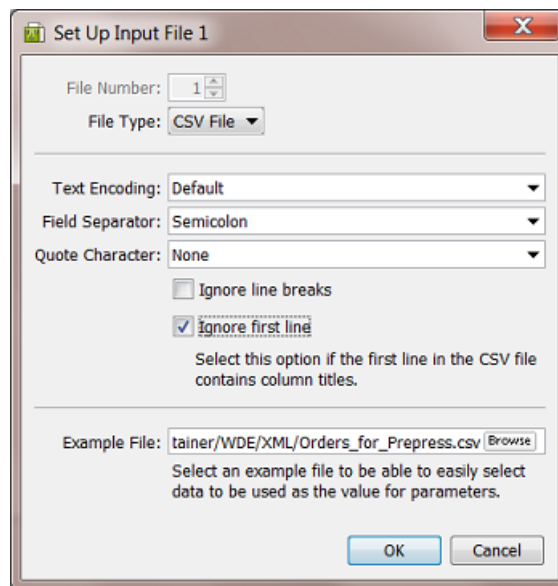 Set Up Input File 1
File Number: 1
File Type: CSV File
Text Encoding: Default
Field Separator: Semicolon
Quote Character: None
Ignore line breaks
Ignore first line
Select this option if the first line in the CSV file
contains column titles.
Example File: tainer/WDE/XML/Orders_for_Prepress.csv Browse
Select an example file to be able to easily select
data to be used as the value for parameters.
OK Cancel